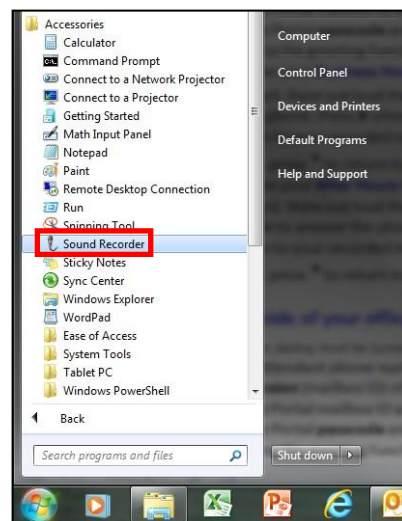 Accessories
Calculator
Command Prompt
Connect to a Network Projector
Connect to a Projector
Getting Started
Math Input Panel
Notepad
Paint
Remote Desktop Connection
Run
Snipping Tool
Sound Recorder
Sticky Notes
Sync Center
Windows Explorer
WordPad
Ease of Access
System Tools
Tablet PC
Windows PowerShell
Back
Search programs and files
Computer
Control Panel
Devices and Printers
Default Programs
Help and Support
Shut down